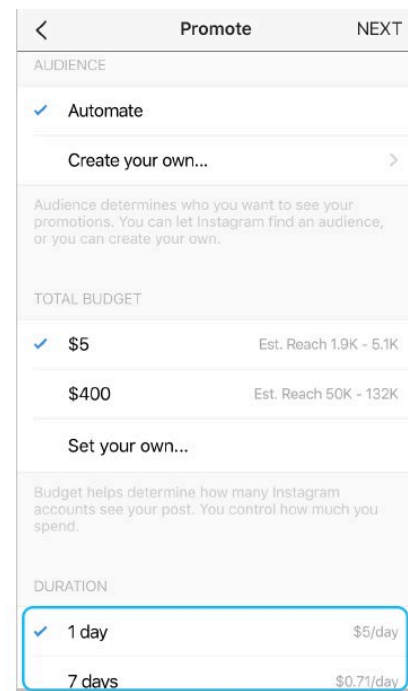 Promote NEXT
AUDIENCE
Automate
Create your own...
Audience determines who you want to see your
promotions. You can let Instagram find an audience,
or you can create your own.
TOTAL BUDGET
$5 Est. Reach 1.9K - 5.1K
$400 Est. Reach 50K - 132K
Set your own...
Budget helps determine how many Instagram
accounts see your post. You control how much you
spend.
DURATION
1 day $5/day
7 days $0.71/day